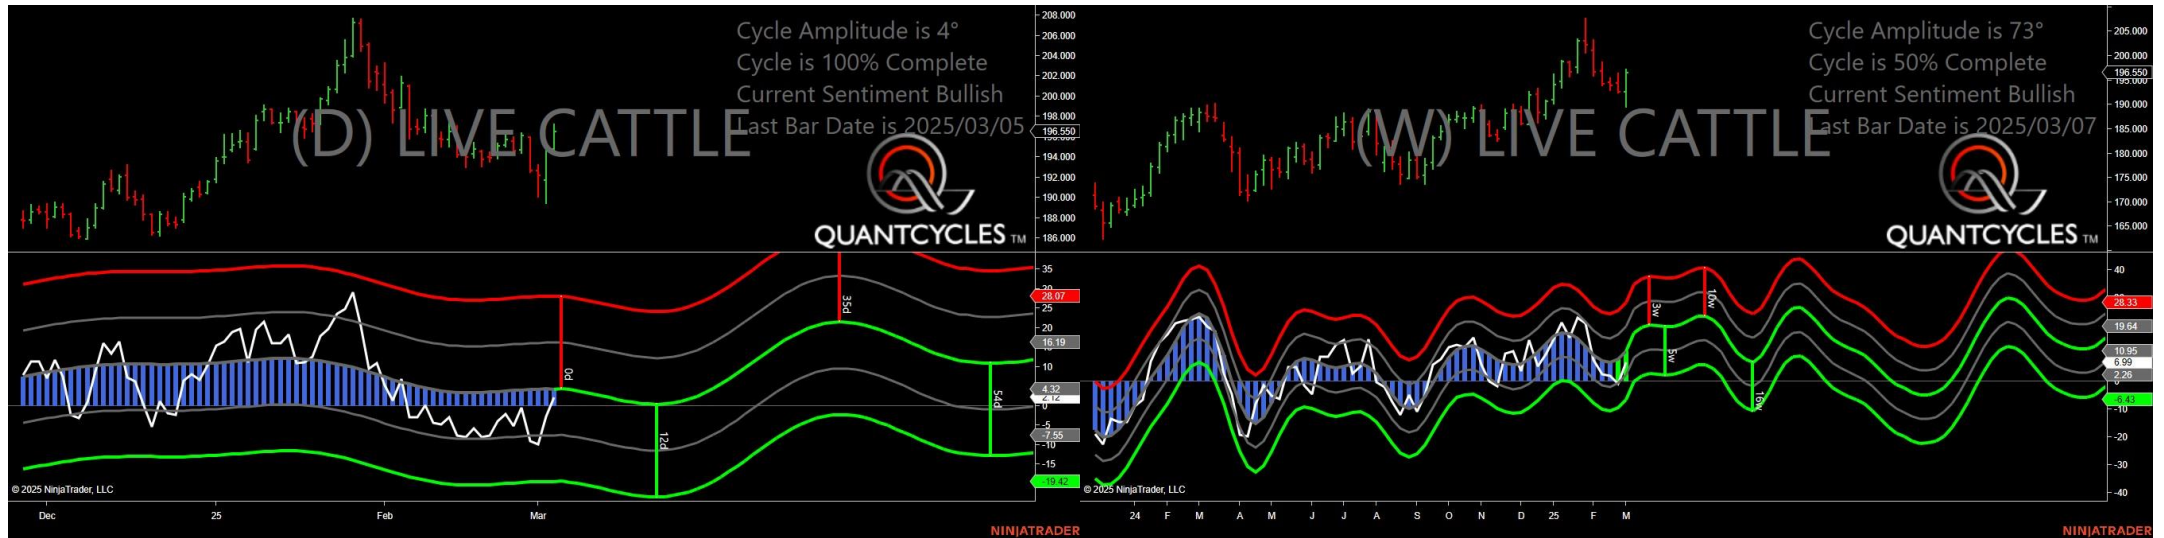 Cycle Amplitude is 4°
Cycle is 100% Complete
Current Sentiment Bullish
Last Bar Date is 2025/03/05
(D) LIVE CATTLE
QUANTCYCLES TM
208.000
206.000
204.000
202.000
200.000
198.000
196.550
194.000
192.000
190.000
188.000
186.000
35
28.07
25
20
16.19
10
4.32
2.12
0
-5
-7.55
-10
-15
-19.42
0d
12d
35d
54d
© 2025 NinjaTrader, LLC
Dec 25 Feb Mar
NINJATRADER
Cycle Amplitude is 73°
Cycle is 50% Complete
Current Sentiment Bullish
Last Bar Date is 2025/03/07
(W) LIVE CATTLE
QUANTCYCLES TM
205.000
200.000
196.550
195.000
190.000
185.000
180.000
175.000
170.000
165.000
40
28.33
19.64
10.95
6.99
2.26
-6.43
-10
-20
-30
-40
3w
5w
10w
16w
© 2025 NinjaTrader, LLC
24 F M A M J J A S O N D 25 F M
NINJATRADER